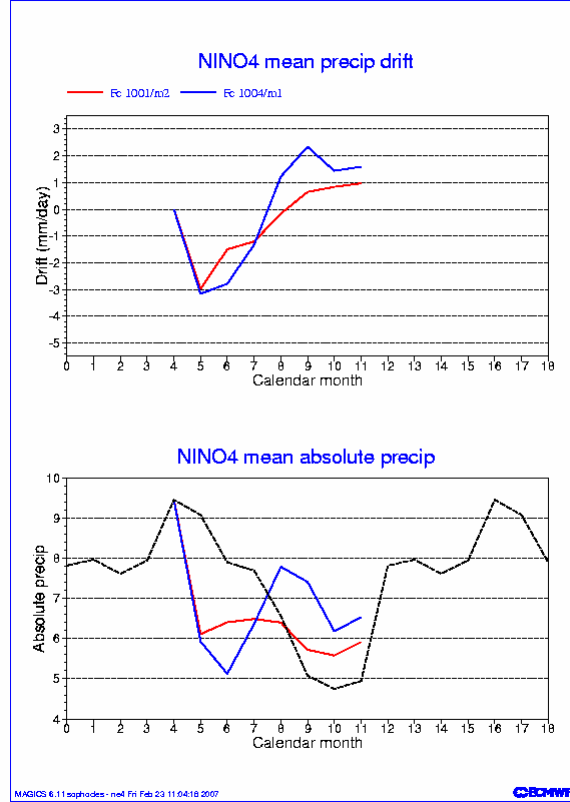 NINO4 mean precip drift
Fc 1001/m2 Fc 1004/m1
3
2
1
0
-1
-2
-3
-4
-5
Drift (mm/day)
0 1 2 3 4 5 6 7 8 9 10 11 12 13 14 15 16 17 18
Calendar month
NINO4 mean absolute precip
10
9
8
7
6
5
4
Absolute precip
0 1 2 3 4 5 6 7 8 9 10 11 12 13 14 15 16 17 18
Calendar month
MAGICS 6.11 sophocles - ne4 Fri Feb 23 11:04:18 2007
ECMWF